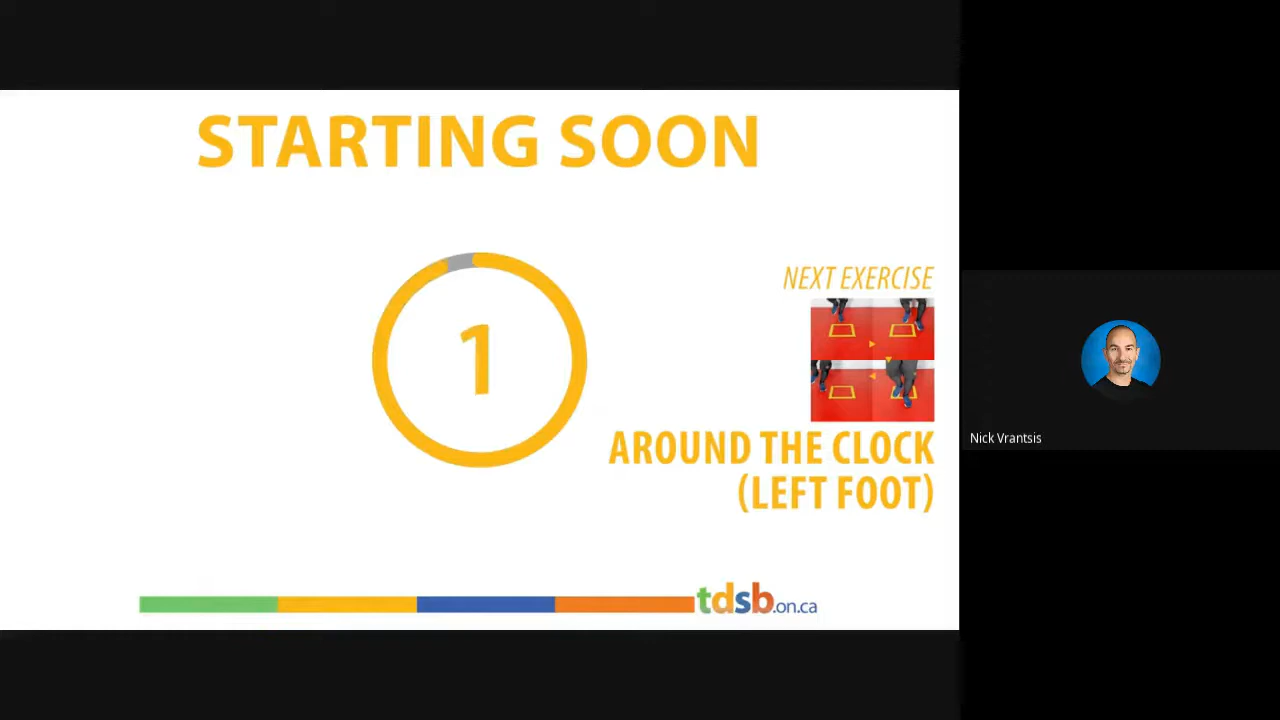 STARTING SOON
1
NEXT EXERCISE
AROUND THE CLOCK
(LEFT FOOT)
tdsb.on.ca
Nick Vrantsis